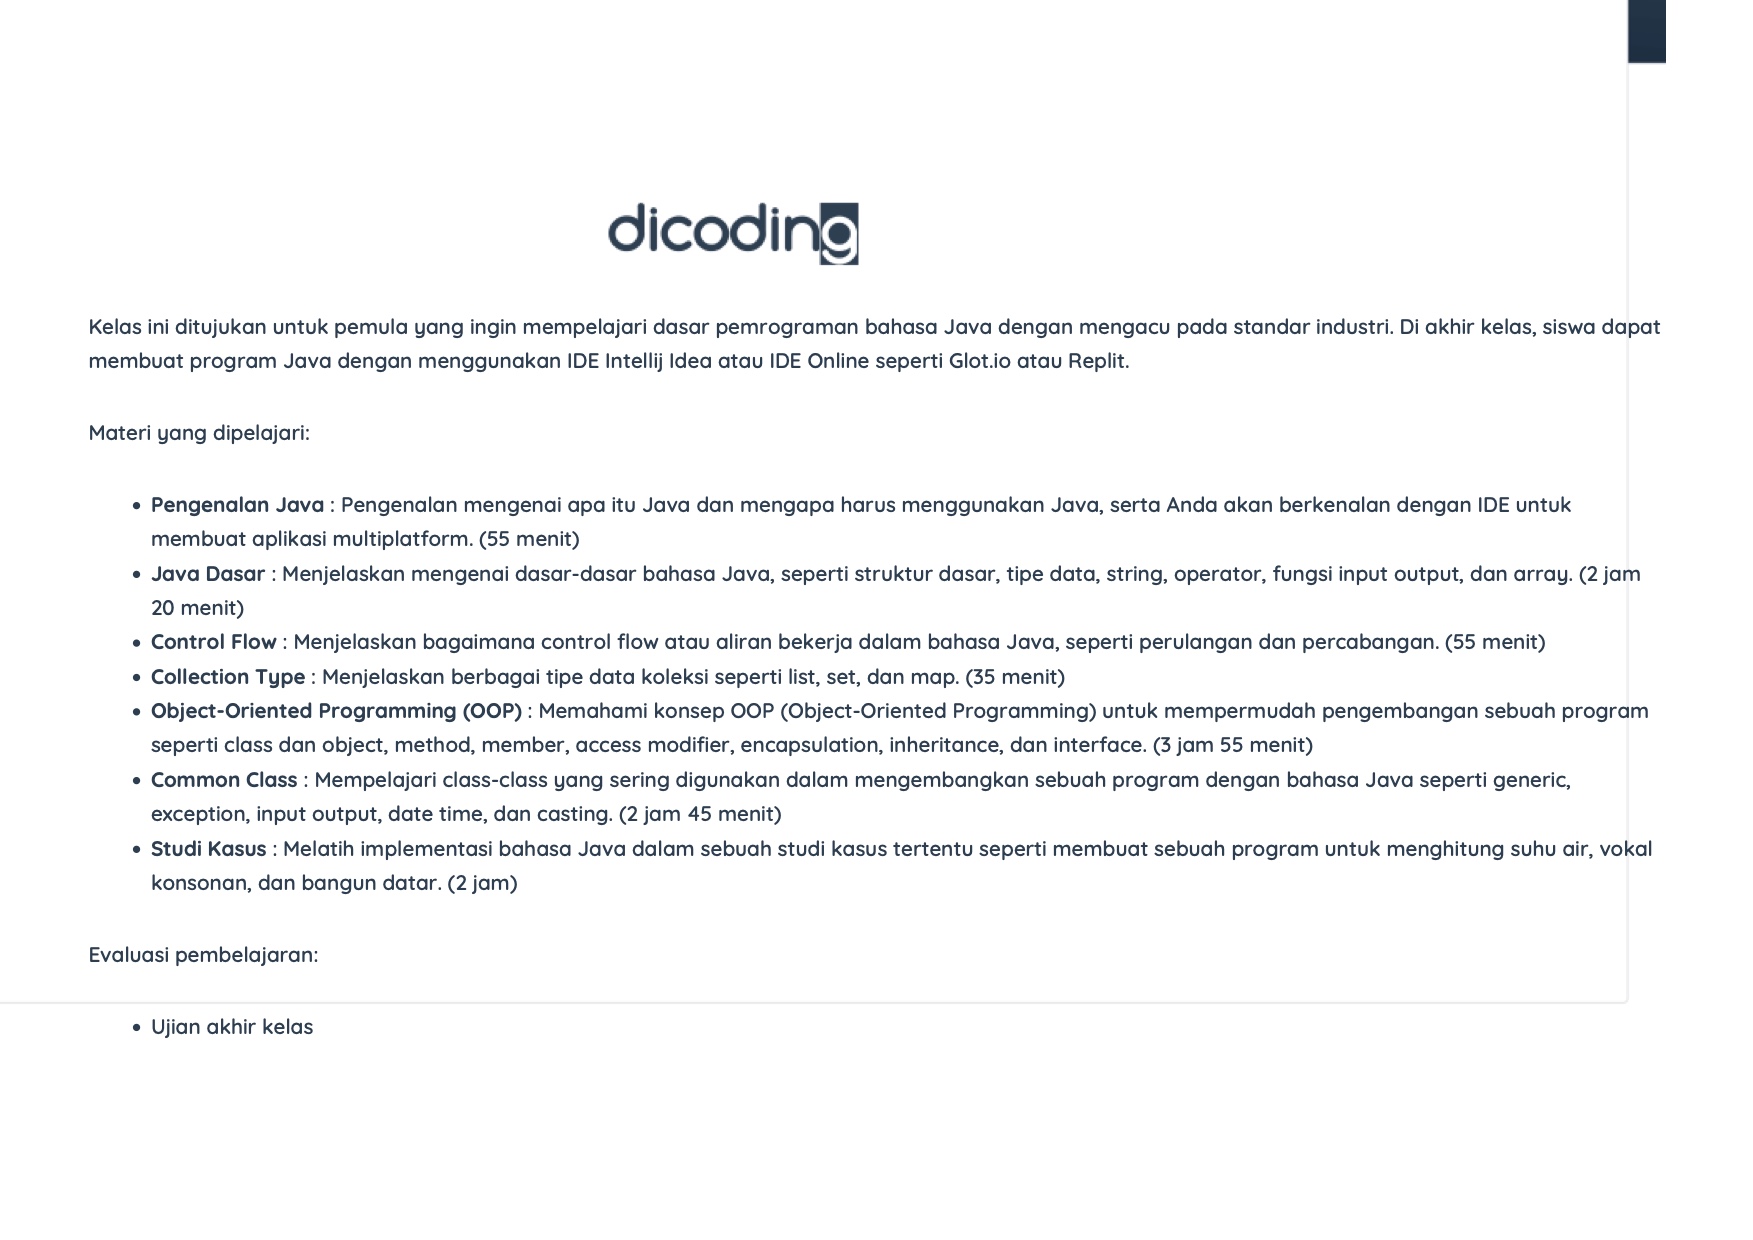 dicoding
Kelas ini ditujukan untuk pemula yang ingin mempelajari dasar pemrograman bahasa Java dengan mengacu pada standar industri. Di akhir kelas, siswa dapat
membuat program Java dengan menggunakan IDE Intellij Idea atau IDE Online seperti Glot.io atau Replit.
Materi yang dipelajari:
• Pengenalan Java : Pengenalan mengenai apa itu Java dan mengapa harus menggunakan Java, serta Anda akan berkenalan dengan IDE untuk
membuat aplikasi multiplatform. (55 menit)
• Java Dasar : Menjelaskan mengenai dasar-dasar bahasa Java, seperti struktur dasar, tipe data, string, operator, fungsi input output, dan array. (2 jam
20 menit)
• Control Flow : Menjelaskan bagaimana control flow atau aliran bekerja dalam bahasa Java, seperti perulangan dan percabangan. (55 menit)
• Collection Type : Menjelaskan berbagai tipe data koleksi seperti list, set, dan map. (35 menit)
• Object-Oriented Programming (OOP) : Memahami konsep OOP (Object-Oriented Programming) untuk mempermudah pengembangan sebuah program
seperti class dan object, method, member, access modifier, encapsulation, inheritance, dan interface. (3 jam 55 menit)
• Common Class : Mempelajari class-class yang sering digunakan dalam mengembangkan sebuah program dengan bahasa Java seperti generic,
exception, input output, date time, dan casting. (2 jam 45 menit)
• Studi Kasus : Melatih implementasi bahasa Java dalam sebuah studi kasus tertentu seperti membuat sebuah program untuk menghitung suhu air, vokal
konsonan, dan bangun datar. (2 jam)
Evaluasi pembelajaran:
• Ujian akhir kelas